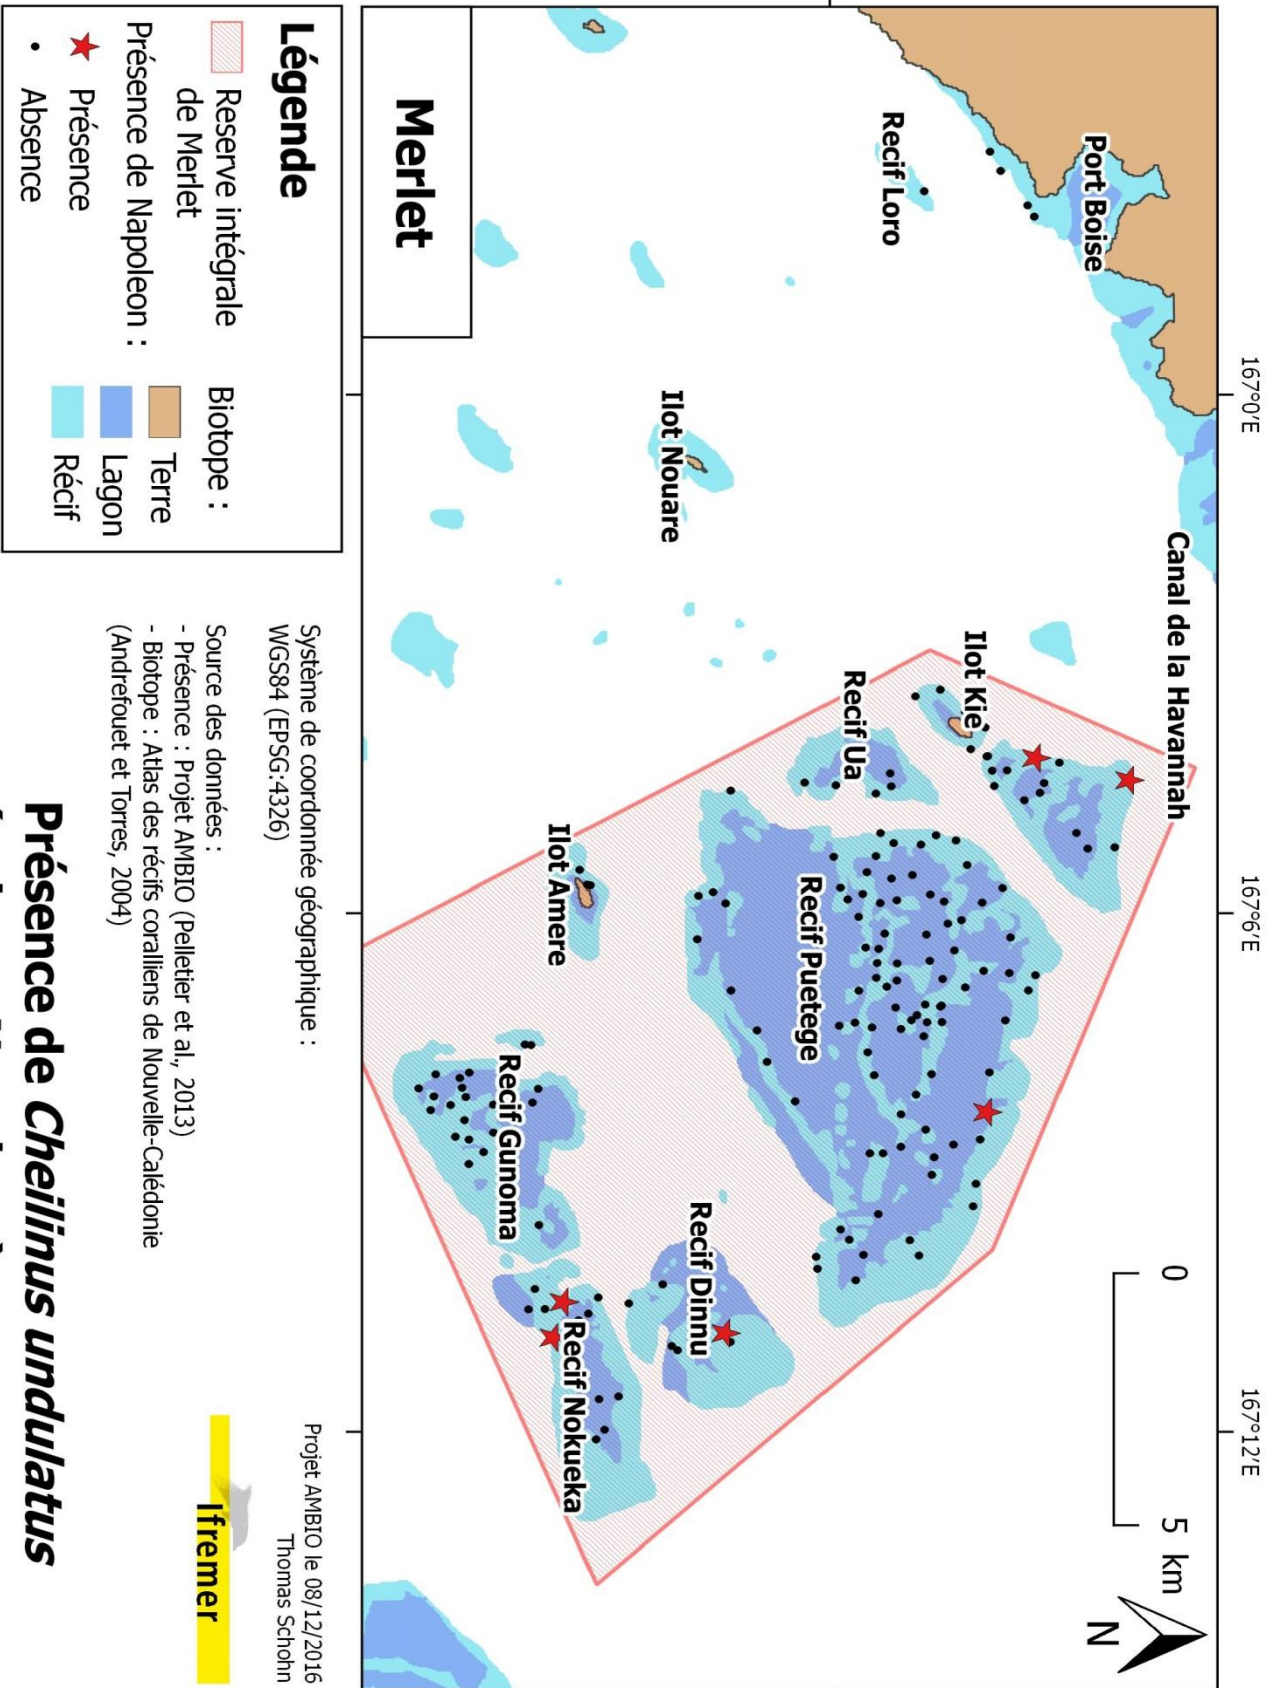 167°0'E
167°6'E
167°12'E
Canal de la Havannah
Port Boise
0
5
km
N
Recif Loro
Ilot Kié
Recif Ua
Recif Puetege
Ilot Nouare
Recif Dinnu
Ilot Amere
Recif Gunoma
Recif Nokueka
Merlet
Légende
Reserve intégrale
de Merlet
Présence de Napoleon :
Présence
Absence
Biotope :
Terre
Lagon
Récif
Système de coordonnée géographique :
WGS84 (EPSG:4326)
Source des données :
- Présence : Projet AMBIO (Pelletier et al., 2013)
- Biotope : Atlas des récifs coralliens de Nouvelle-Calédonie
(Andrefouet et Torres, 2004)
Projet AMBIO le 08/12/2016
Thomas Schohn
Ifremer
Présence de Cheilinus undulatus